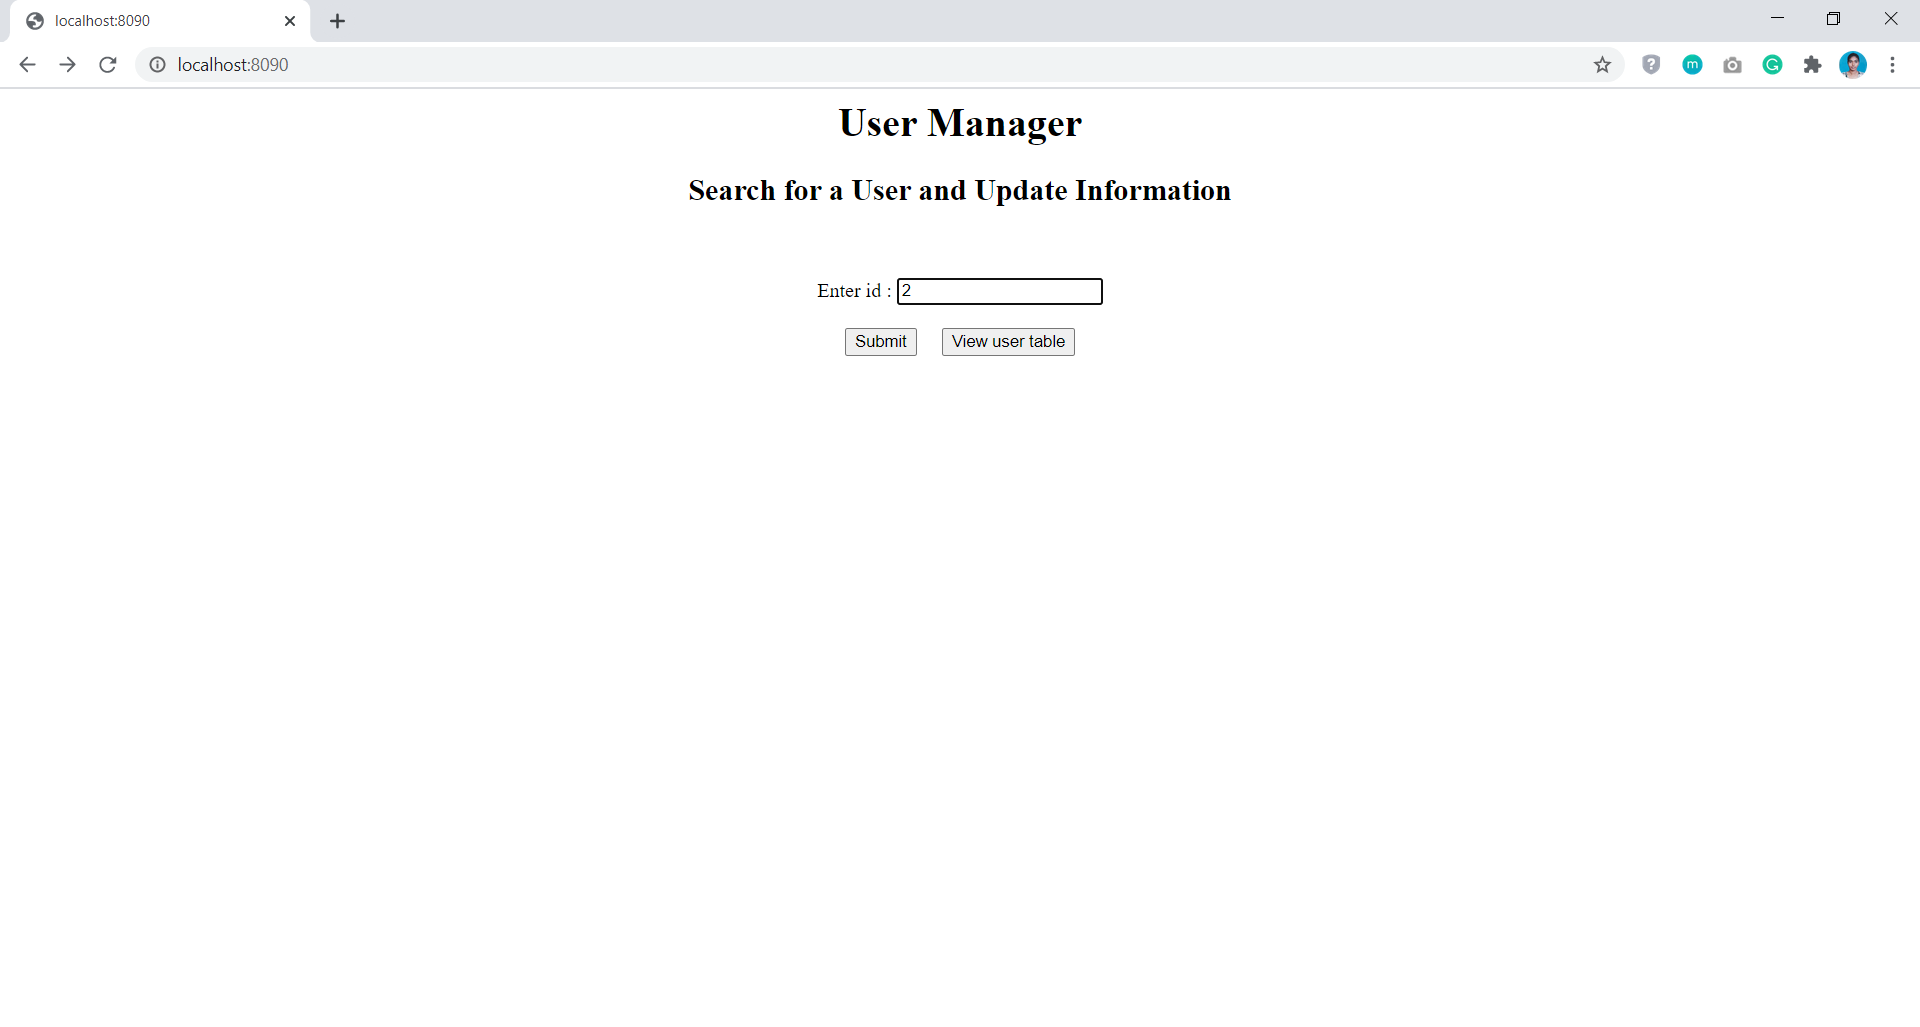 localhost:8090
localhost:8090
User Manager
Search for a User and Update Information
Enter id : 2
Submit View user table